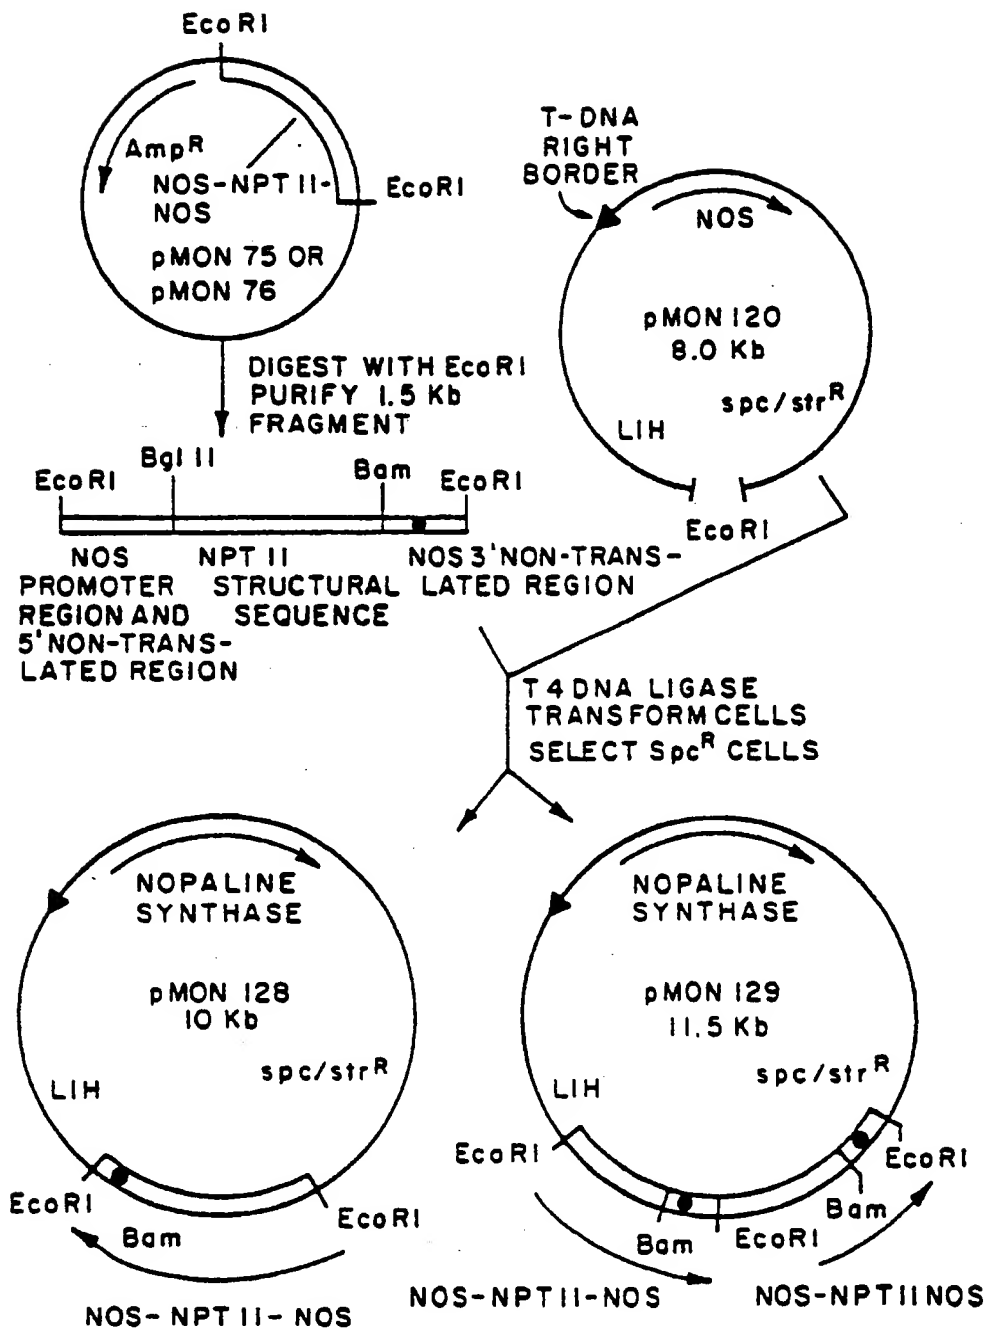 EcoRI
AmpR
NOS-NPT II-
NOS
EcoRI
pMON 75 OR
pMON 76
T-DNA
RIGHT
BORDER
NOS
pMON 120
8.0 Kb
spc/strR
LIH
EcoRI
DIGEST WITH EcoRI
PURIFY 1.5 Kb
FRAGMENT
EcoRI
Bgl II
Bam
EcoRI
NOS
PROMOTER
REGION AND
5'NON-TRANS-
LATED REGION
NPT II
STRUCTURAL
SEQUENCE
NOS 3'NON-TRANS-
LATED REGION
T4 DNA LIGASE
TRANSFORM CELLS
SELECT SpcR CELLS
NOPALINE
SYNTHASE
pMON 128
10 Kb
spc/strR
LIH
EcoRI
Bam
EcoRI
NOS-NPT II-NOS
NOPALINE
SYNTHASE
pMON 129
11.5 Kb
spc/strR
LIH
EcoRI
Bam
EcoRI
Bam
EcoRI
NOS-NPT II-NOS
NOS-NPT II NOS